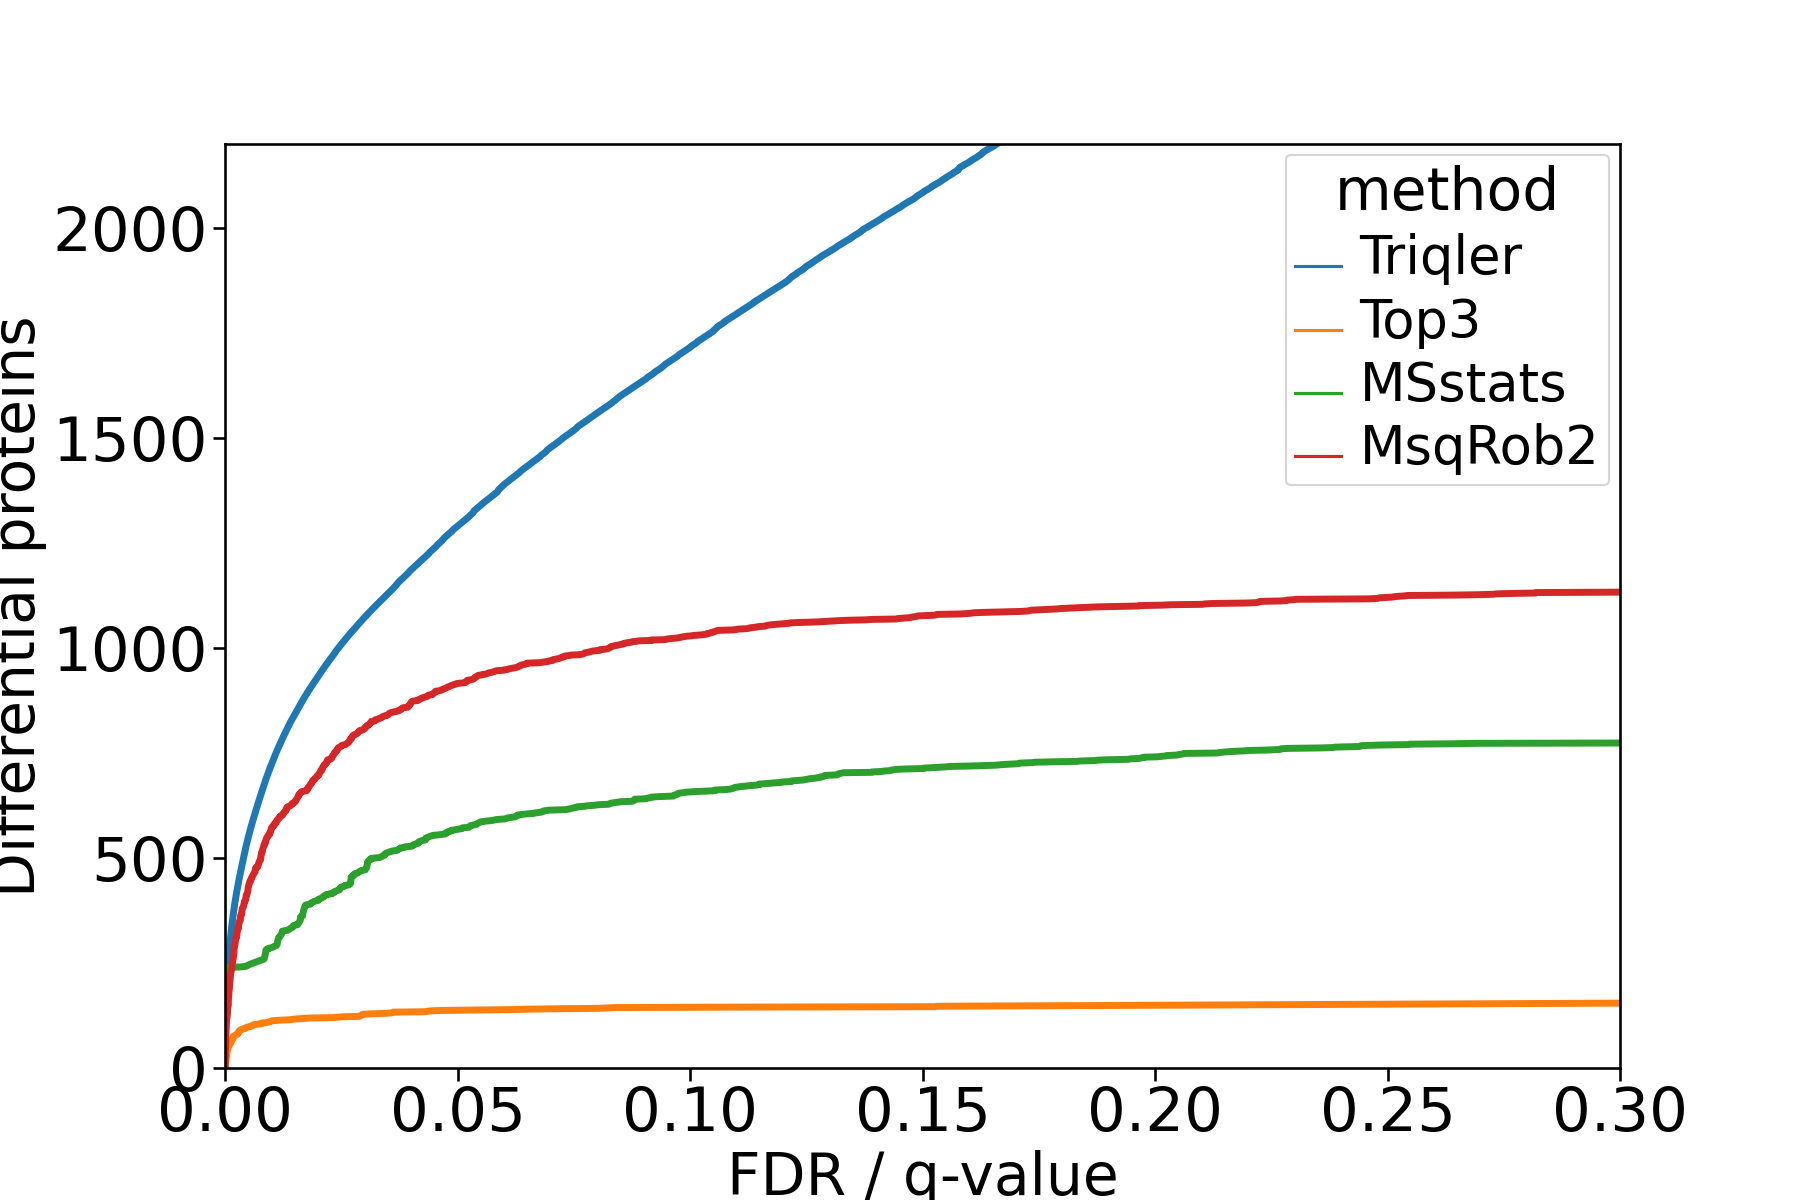 method
Triqler
Top3
MSstats
MsqRob2
Differential proteins
2000
1500
1000
500
0
0.00 0.05 0.10 0.15 0.20 0.25 0.30
FDR / q-value